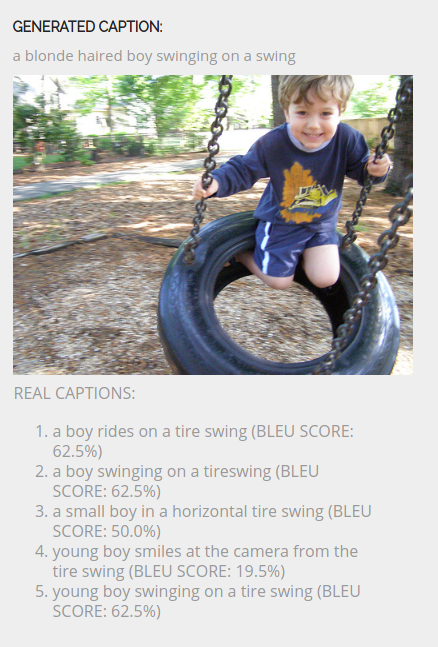 GENERATED CAPTION:
a blonde haired boy swinging on a swing
REAL CAPTIONS:
1. a boy rides on a tire swing (BLEU SCORE:
62.5%)
2. a boy swinging on a tireswing (BLEU
SCORE: 62.5%)
3. a small boy in a horizontal tire swing (BLEU
SCORE: 50.0%)
4. young boy smiles at the camera from the
tire swing (BLEU SCORE: 19.5%)
5. young boy swinging on a tire swing (BLEU
SCORE: 62.5%)